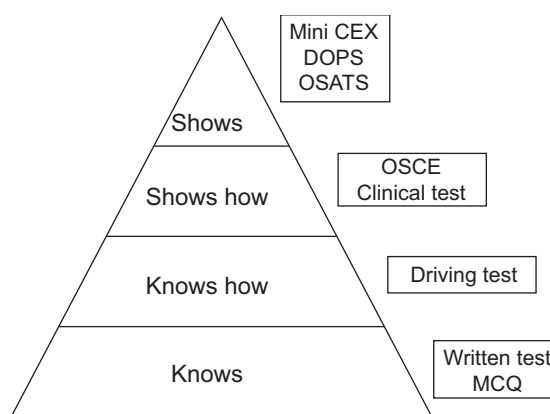 Mini CEX
DOPS
OSATS
Shows
OSCE
Clinical test
Shows how
Driving test
Knows how
Written test
MCQ
Knows